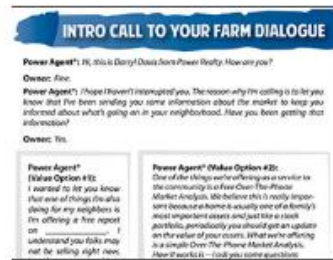 INTRO CALL TO YOUR FARM DIALOGUE
Power Agent®: Hi, this is Darryl Davis from Power Realty. How are you?
Owner: Fine.
Power Agent®: I hope I haven't interrupted you. The reason why I'm calling is to let you
know that I've been sending you some information about the market to keep you
informed about what's going on in your neighborhood. Have you been getting that
information?
Owner: Yes.
Power Agent®
(Value Option #1):
I wanted to let you know
that one of things I'm also
doing for my neighbors is
I'm offering a free report
on ____________. I
understand you folks may
not be selling right now,
Power Agent® (Value Option #2):
One of the things we're offering as a service to
the community is a Free Over-The-Phone
Market Analysis. We believe this is really impor-
tant because a home is usually one of a family's
most important assets and just like a stock
portfolio, periodically you should get an update
on the value of your assets. What we're offering
is a simple Over-The-Phone Market Analysis.
How it works is – I ask you some questions